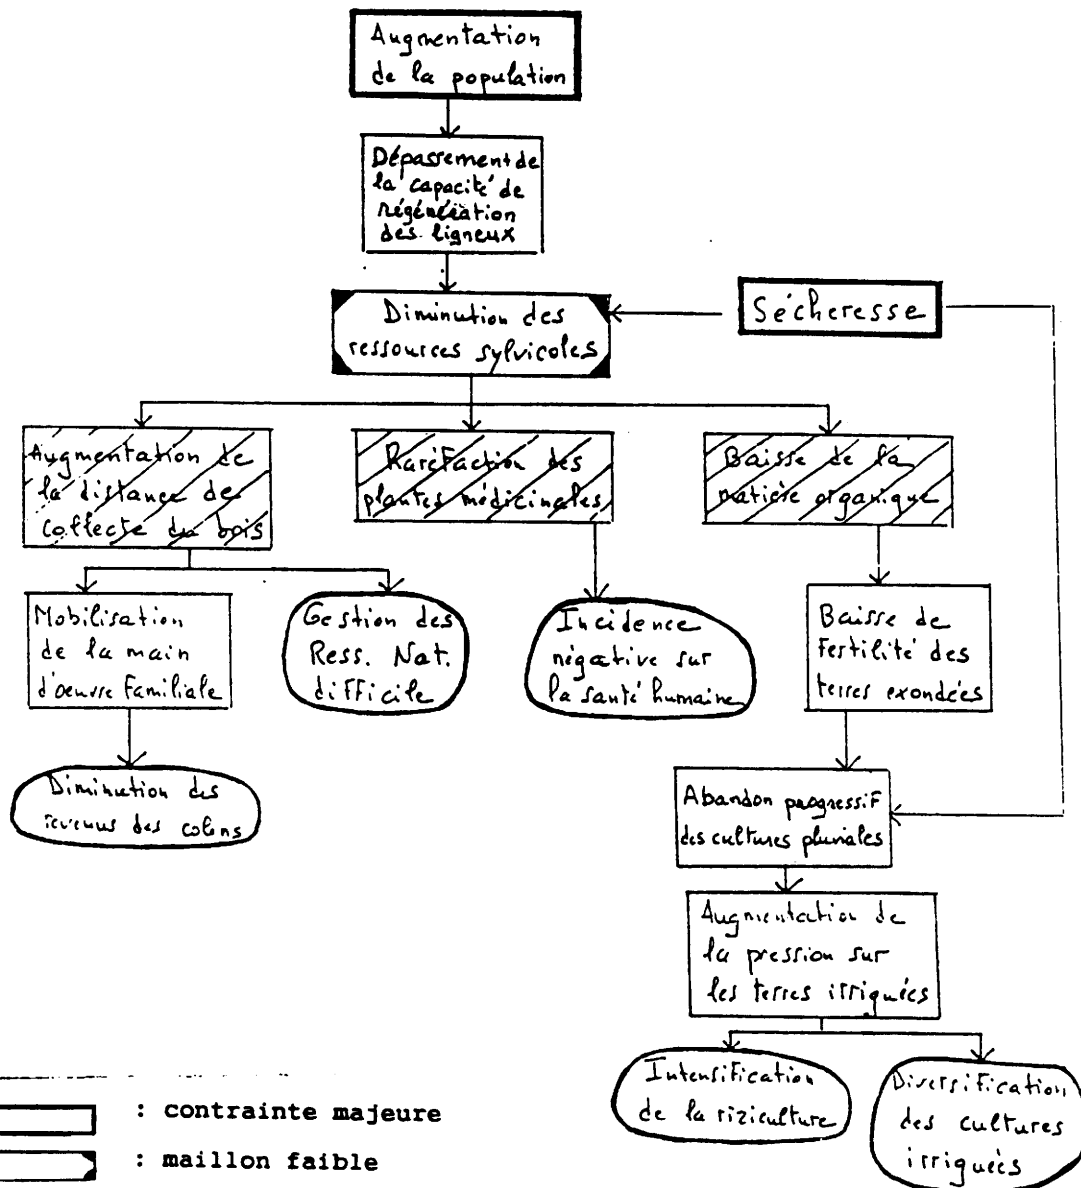 Augmentation
de la population
Dépassement de
la capacité de
régénération
des ligneux
Diminution des
ressources sylvicoles
Sécheresse
Augmentation de
la distance de
collecte du bois
Raréfaction des
plantes médicinales
Baisse de la
matière organique
Mobilisation
de la main
d'oeuvre familiale
Gestion des
Ress. Nat.
difficile
Incidence
négative sur
la santé humaine
Baisse de
fertilité des
terres exondées
Diminution des
revenus des colons
Abandon progressif
des cultures pluviales
Augmentation de
la pression sur
les terres irriguées
Intensification
de la riziculture
Diversification
des cultures
irriguées
: contrainte majeure
: maillon faible